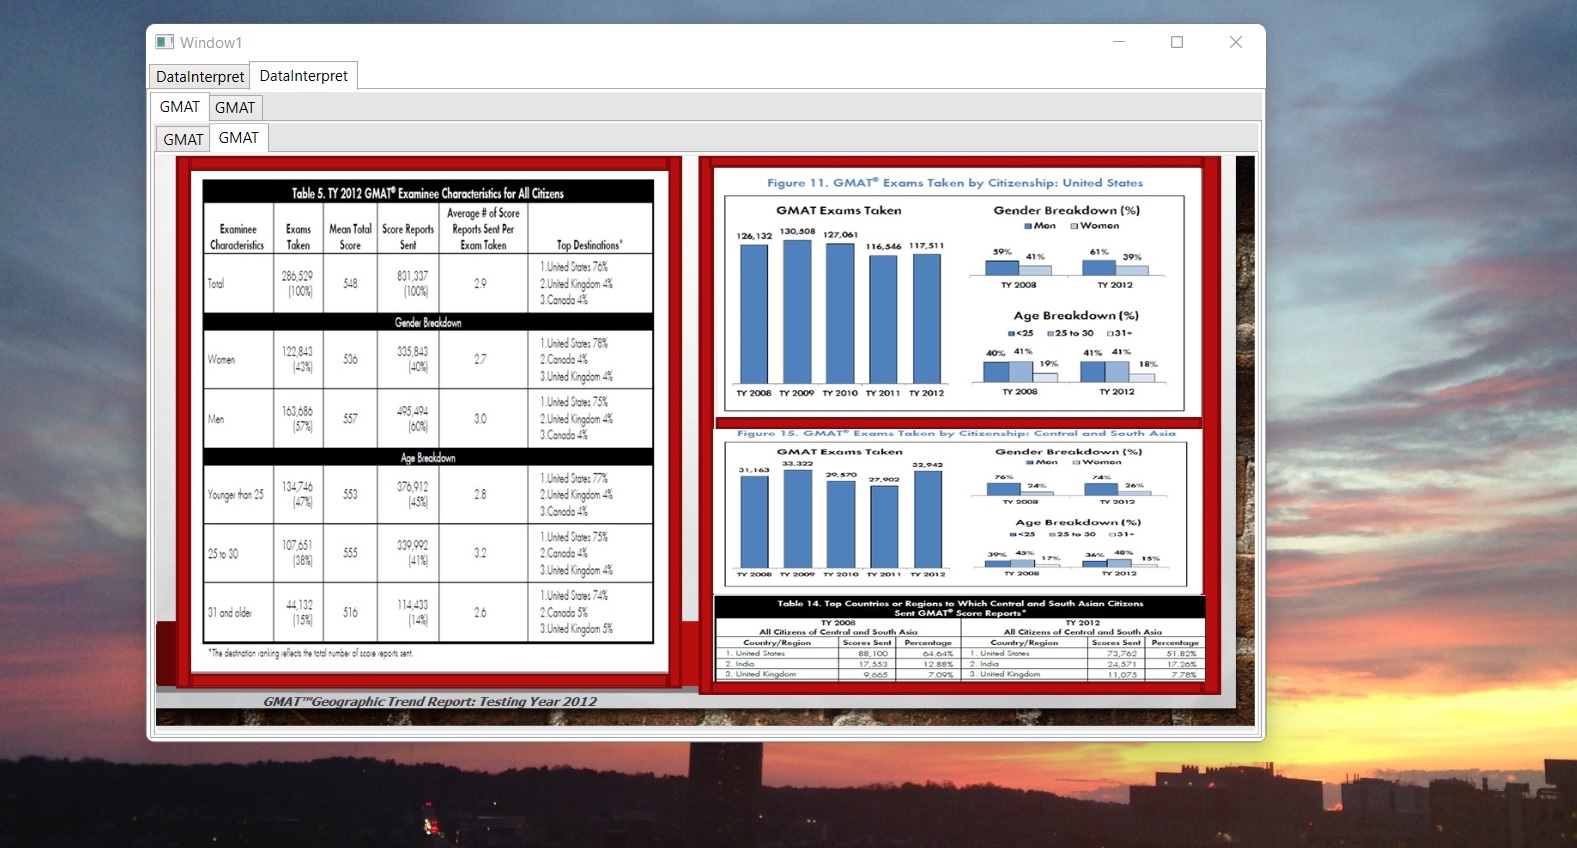 Window1
DataInterpret DataInterpret
GMAT GMAT
GMAT GMAT
Table 5. TY 2012 GMAT® Examinee Characteristics for All Citizens
Examinee Characteristics Exams Taken Mean Total Score Score Reports Sent Average # of Score Reports Sent Per Exam Taken Top Destinations*
Total 286,529 (100%) 548 831,337 (100%) 2.9 1.United States 76% 2.United Kingdom 4% 3.Canada 4%
Gender Breakdown
Women 122,843 (43%) 536 335,843 (40%) 2.7 1.United States 78% 2.Canada 4% 3.United Kingdom 4%
Men 163,686 (57%) 557 495,494 (60%) 3.0 1.United States 75% 2.United Kingdom 4% 3.Canada 4%
Age Breakdown
Younger than 25 134,746 (47%) 553 376,912 (45%) 2.8 1.United States 77% 2.United Kingdom 4% 3.Canada 4%
25 to 30 107,651 (38%) 555 339,992 (41%) 3.2 1.United States 75% 2.Canada 4% 3.United Kingdom 4%
31 and older 44,132 (15%) 516 114,433 (14%) 2.6 1.United States 74% 2.Canada 5% 3.United Kingdom 5%
*The destination ranking reflects the total number of score reports sent.
GMAT™Geographic Trend Report: Testing Year 2012
Figure 11. GMAT® Exams Taken by Citizenship: United States
GMAT Exams Taken
126,132 130,508 127,061 116,546 117,511
TY 2008 TY 2009 TY 2010 TY 2011 TY 2012
Gender Breakdown (%)
Men Women
59% 41% 61% 39%
TY 2008 TY 2012
Age Breakdown (%)
<25 25 to 30 31+
40% 41% 19% 41% 41% 18%
TY 2008 TY 2012
Figure 15. GMAT® Exams Taken by Citizenship: Central and South Asia
GMAT Exams Taken
31,163 33,322 29,570 27,902 32,942
TY 2008 TY 2009 TY 2010 TY 2011 TY 2012
Gender Breakdown (%)
Men Women
76% 24% 74% 26%
TY 2008 TY 2012
Age Breakdown (%)
<25 25 to 30 31+
39% 45% 17% 36% 48% 15%
TY 2008 TY 2012
Table 14. Top Countries or Regions to Which Central and South Asian Citizens
Sent GMAT® Score Reports*
TY 2008 TY 2012
All Citizens of Central and South Asia All Citizens of Central and South Asia
Country/Region Scores Sent Percentage Country/Region Scores Sent Percentage
1. United States 88,100 64.64% 1. United States 73,762 51.82%
2. India 17,553 12.88% 2. India 24,571 17.26%
3. United Kingdom 9,665 7.09% 3. United Kingdom 11,075 7.78%